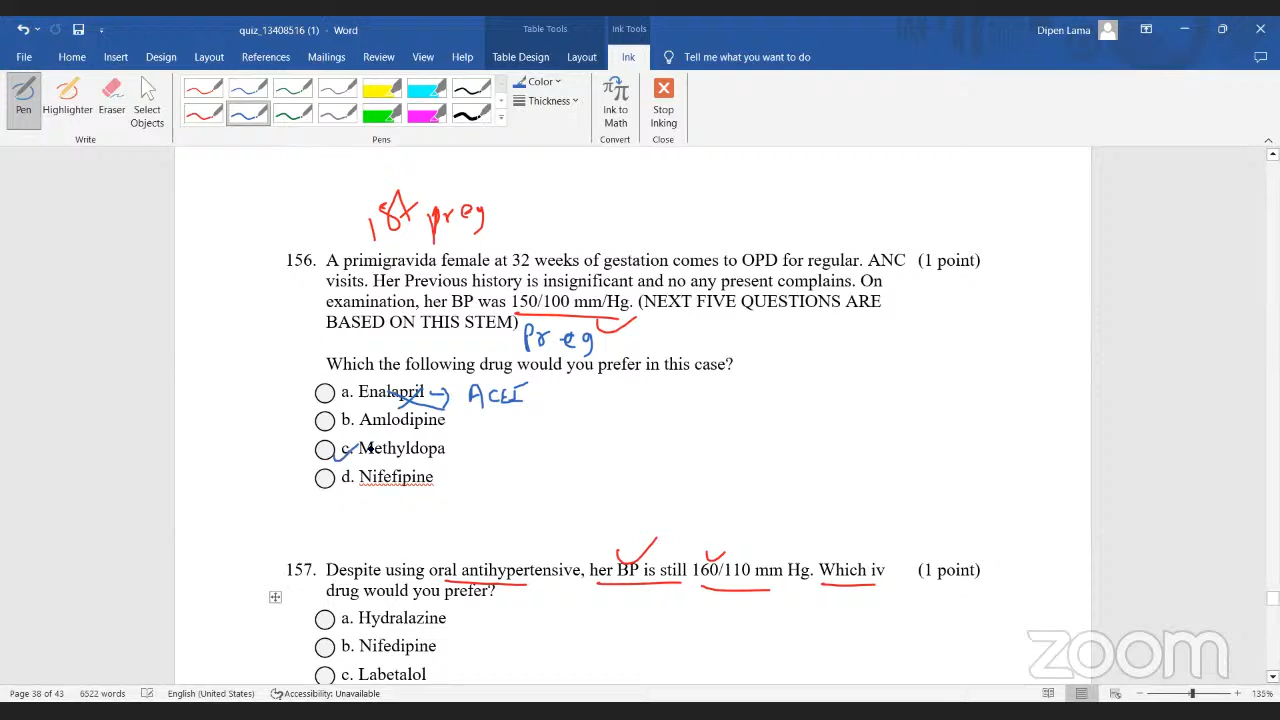 quiz_13408516 (1) - Word
Table Tools
Ink Tools
Dipen Lama
File Home Insert Design Layout References Mailings Review View Help Table Design Layout Ink Tell me what you want to do
Pen
Highlighter
Eraser
Select Objects
Color
Thickness
Ink to Math
Stop Inking
Write
Pens
Convert
Close
1st preg
156. A primigravida female at 32 weeks of gestation comes to OPD for regular. ANC (1 point)
visits. Her Previous history is insignificant and no any present complains. On
examination, her BP was 150/100 mm/Hg. (NEXT FIVE QUESTIONS ARE
BASED ON THIS STEM)
Preg
Which the following drug would you prefer in this case?
a. Enalapril → ACEI
b. Amlodipine
c. Methyldopa
d. Nifefipine
157. Despite using oral antihypertensive, her BP is still 160/110 mm Hg. Which iv (1 point)
drug would you prefer?
a. Hydralazine
b. Nifedipine
c. Labetalol
zoom
Page 38 of 43 6522 words English (United States) Accessibility: Unavailable 135%